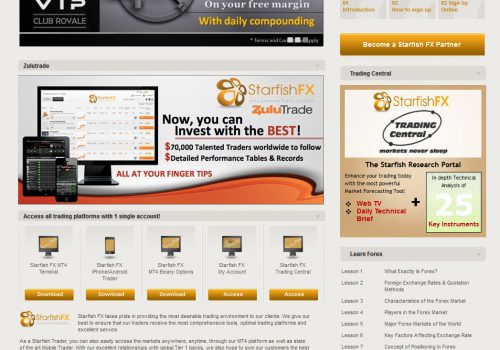 VIP
CLUB ROYALE
On your free margin
With daily compounding
01
Introduction
02
How to sign up
03 Sign Up
Online
Become a Starfish FX Partner
Zulutrade
StarfishFX
ZuluTrade
Now, you can
Invest with the BEST!
$70,000 Talented Traders worldwide to follow
$Detailed Performance Tables & Records
ALL AT YOUR FINGER TIPS
Trading Central
StarfishFX
TRADING
Central
markets never sleep
The Starfish Research Portal
Enhance your trading today
with the most powerful
Market Forecasting Tool!
Web TV
Daily Technical
Brief
+
In depth Technical
Analysis of
25
Key Instruments
Access all trading platforms with 1 single account!
Starfish FX MT4
Terminal
Download
Starfish FX
iPhone/Android
Trader
Download
Starfish FX
MT4 Binary Options
Download
Starfish FX
My Account
Access
Starfish FX
Trading Central
Access
Learn Forex
Lesson 1 What Exactly Is Forex?
Lesson 2 Foreign Exchange Rates & Quotation
Methods
Lesson 3 Characteristics of the Forex Market
Lesson 4 Players in Forex Market
Lesson 5 Major Forex Markets of the World
Lesson 6 Key Factors Affecting Exchange Rate
Lesson 7 Concept of Positioning in Forex
StarfishFX
Starfish FX takes pride in providing the most desirable trading environment to our clients. We give our
best to ensure that our traders receive the most comprehensive tools, optimal trading platforms and
excellent service.
As a Starfish Trader, you can also easily access the markets anywhere, anytime, through our MT4 platform as well as state
of the art Mobile Trader. With our excellent relationships with global Tier 1 banks, we also hope to give our customers the best